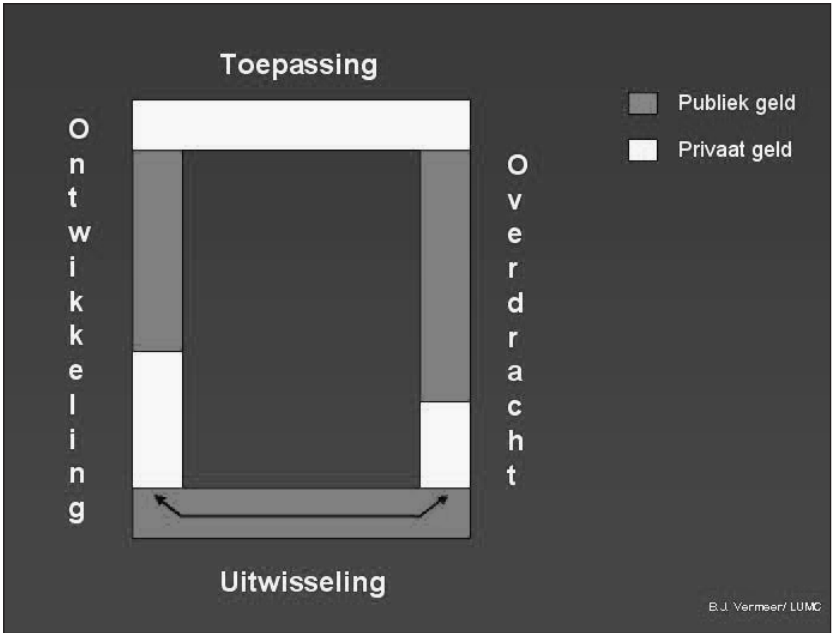 Toepassing
Publiek geld
Privaat geld
Ontwikkeling
Overdracht
Uitwisseling
B.J. Vermeer/ LUMC